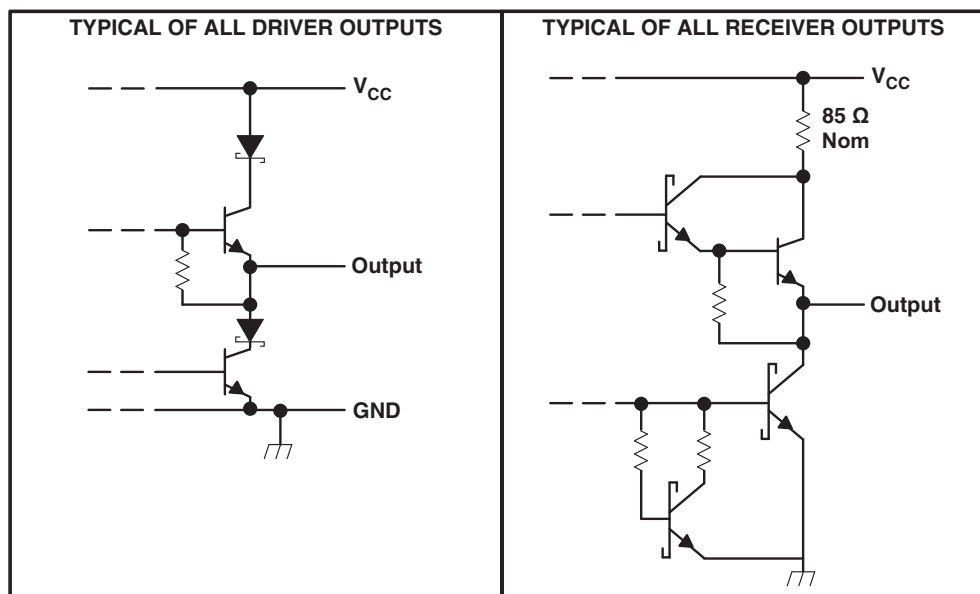 TYPICAL OF ALL DRIVER OUTPUTS
VCC
Output
GND
TYPICAL OF ALL RECEIVER OUTPUTS
VCC
85 Ω
Nom
Output